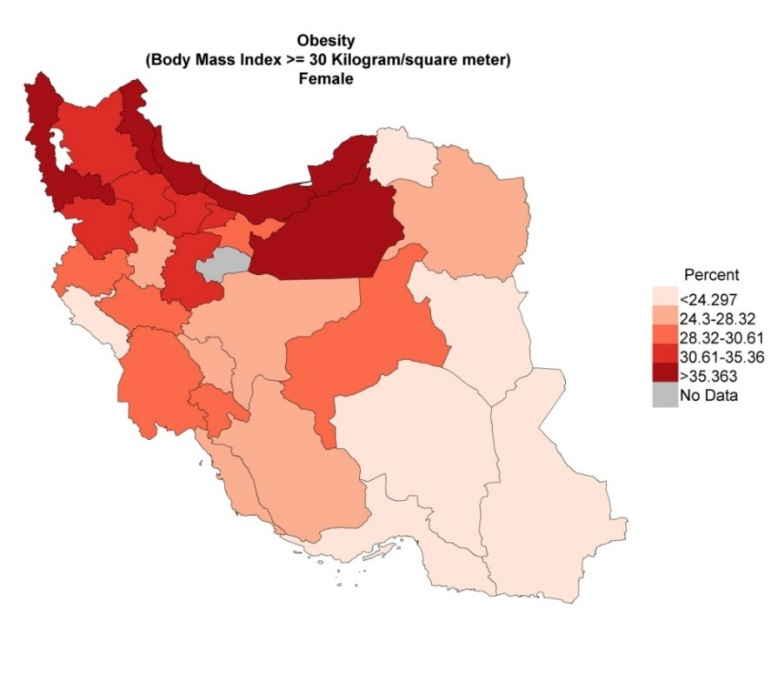 Obesity
(Body Mass Index >= 30 Kilogram/square meter)
Female
Percent
<24.297
24.3-28.32
28.32-30.61
30.61-35.36
>35.363
No Data